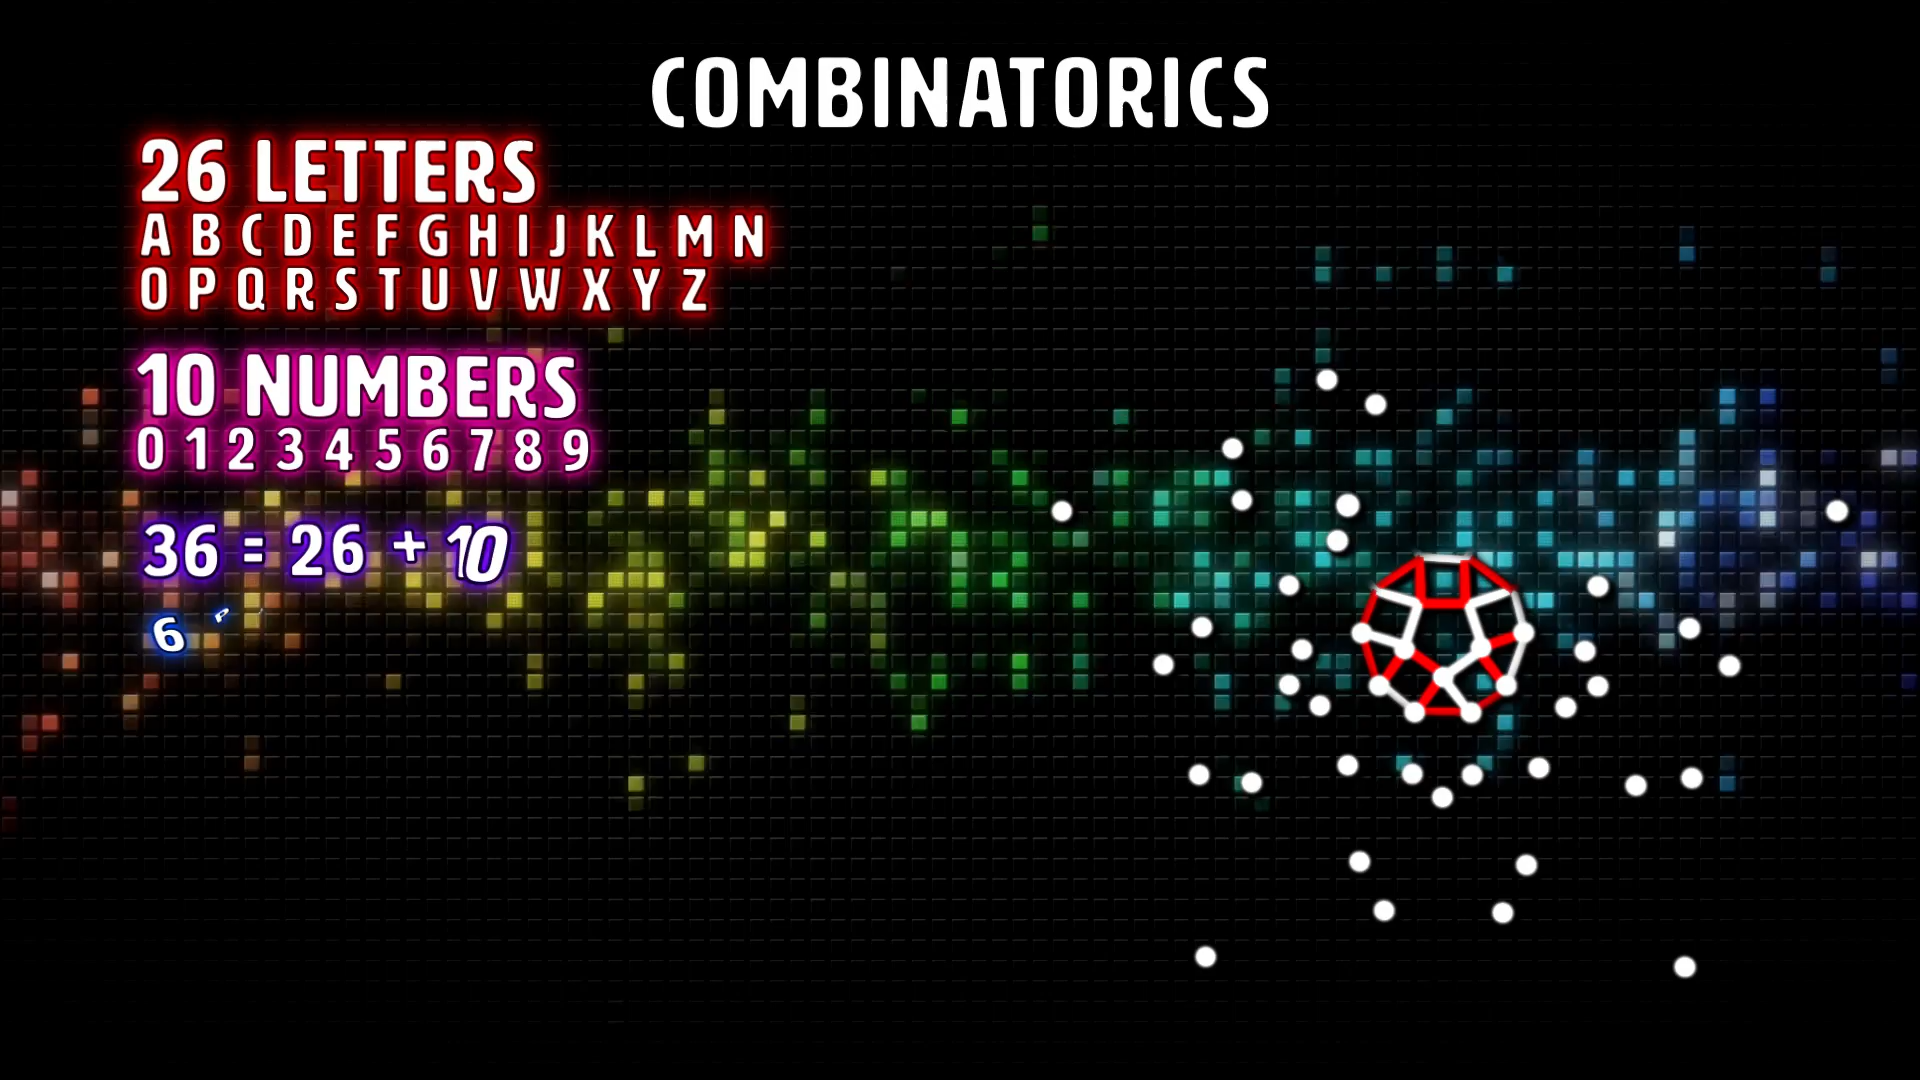 COMBINATORICS
26 LETTERS
A B C D E F G H I J K L M N
O P Q R S T U V W X Y Z
10 NUMBERS
0 1 2 3 4 5 6 7 8 9
36 = 26 + 10
6 P